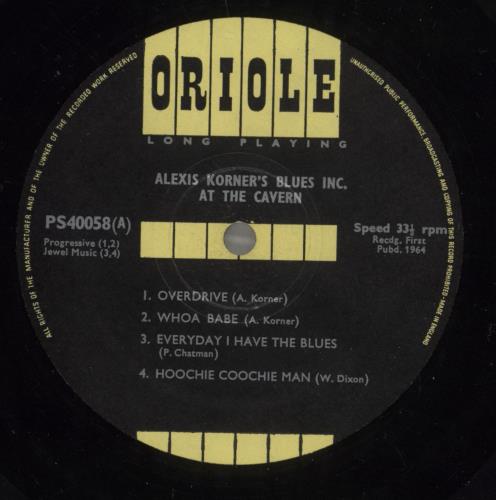 ORIOLE
LONG PLAYING
ALEXIS KORNER'S BLUES INC.
AT THE CAVERN
PS40058(A)
Progressive (1,2)
Jewel Music (3,4)
Speed 33⅓ rpm
Recdg. First
Pubd. 1964
1. OVERDRIVE (A. Korner)
2. WHOA BABE (A. Korner)
3. EVERYDAY I HAVE THE BLUES
(P. Chatman)
4. HOOCHIE COOCHIE MAN (W. Dixon)
ALL RIGHTS OF THE MANUFACTURER AND OF THE OWNER OF THE RECORDED WORK RESERVED
UNAUTHORISED PUBLIC PERFORMANCE, BROADCASTING AND COPYING OF THIS RECORD PROHIBITED - MADE IN ENGLAND